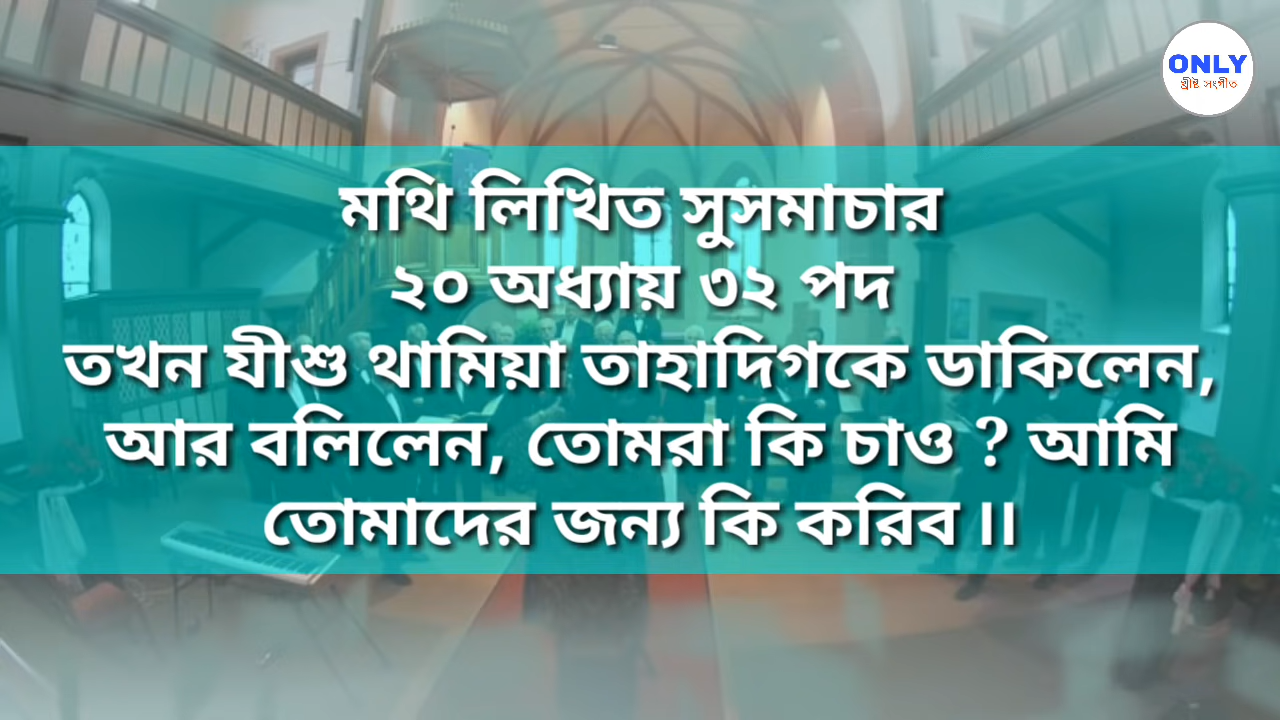 ONLY
খ্রীষ্ট সংগীত
মথি লিখিত সুসমাচার
২০ অধ্যায় ৩২ পদ
তখন যীশু থামিয়া তাহাদিগকে ডাকিলেন,
আর বলিলেন, তোমরা কি চাও ? আমি
তোমাদের জন্য কি করিব ।।